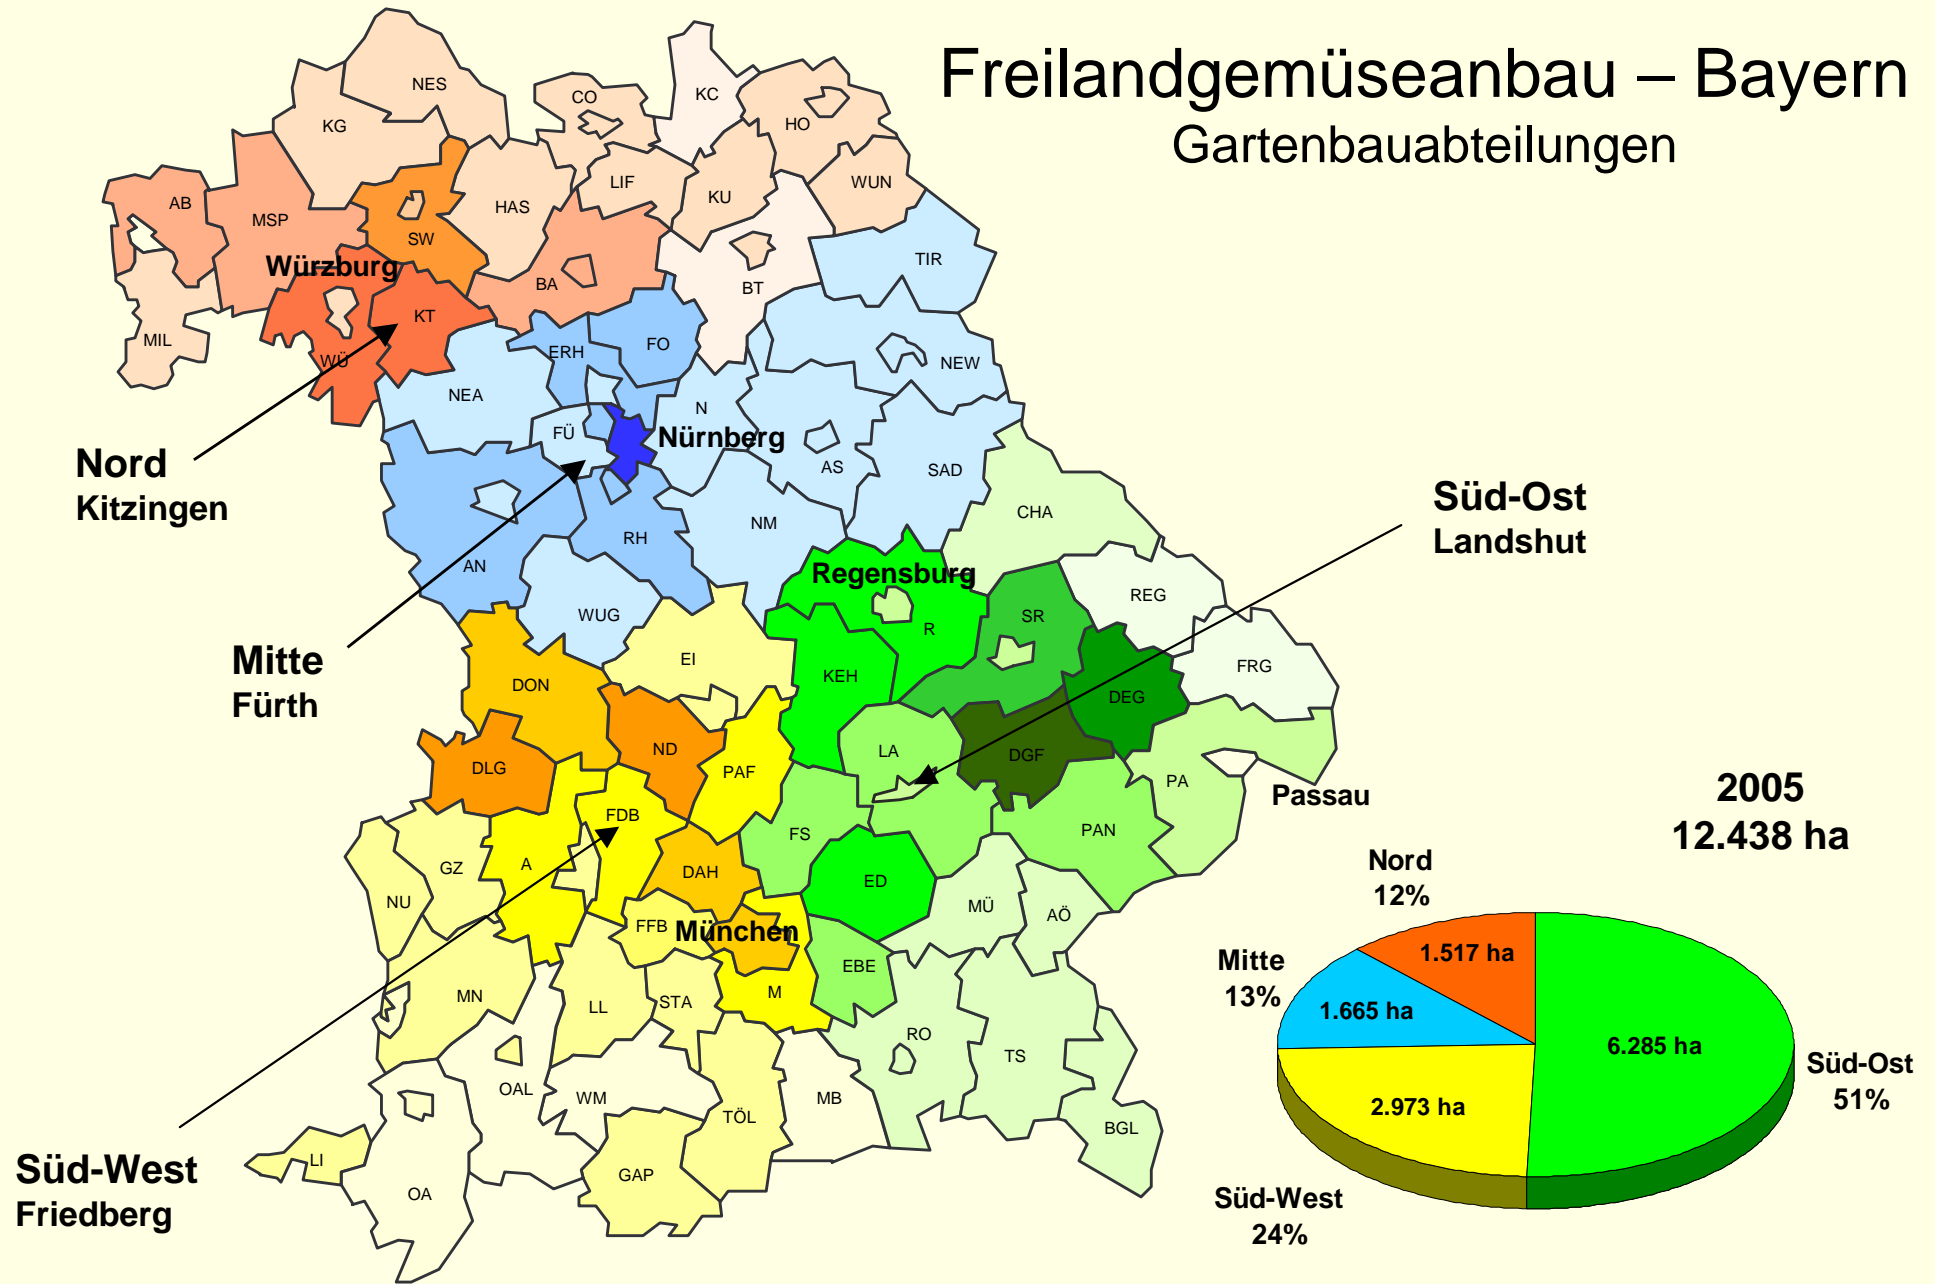 Freilandgemüseanbau – Bayern
Gartenbauabteilungen
NES
KG
CO
KC
HO
AB
MSP
SW
HAS
LIF
KU
WUN
Würzburg
BA
BT
TIR
MIL
WÜ
KT
ERH
FO
NEW
NEA
FÜ
N
Nürnberg
AS
SAD
Nord
Kitzingen
AN
RH
NM
CHA
Süd-Ost
Landshut
Regensburg
WUG
R
SR
REG
Mitte
Fürth
EI
KEH
DEG
FRG
DON
ND
LA
DGF
DLG
PAF
PA
Passau
FDB
FS
PAN
A
GZ
DAH
ED
NU
FFB
München
MÜ
AÖ
EBE
MN
LL
STA
M
RO
TS
OAL
WM
TÖL
MB
BGL
LI
GAP
OA
Süd-West
Friedberg
2005
12.438 ha
Nord
12%
1.517 ha
Mitte
13%
1.665 ha
6.285 ha
Süd-Ost
51%
2.973 ha
Süd-West
24%